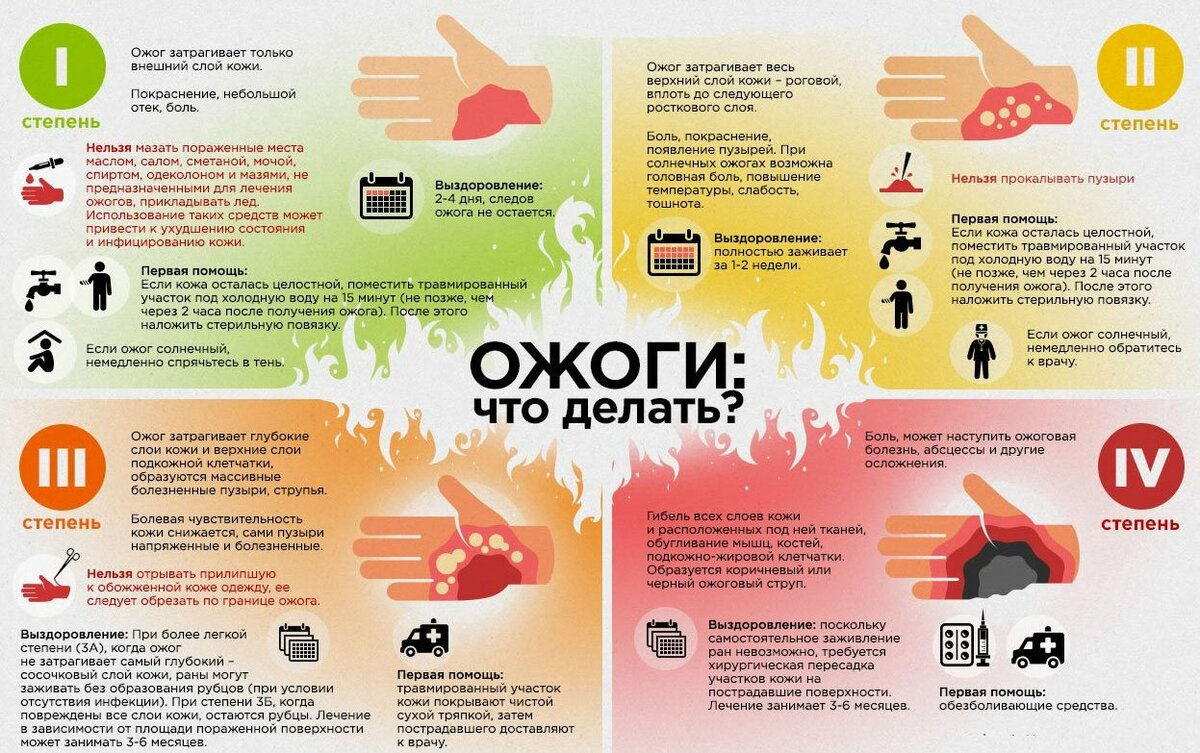 I
степень
Ожог затрагивает только
внешний слой кожи.
Покраснение, небольшой
отек, боль.
Нельзя мазать пораженные места
маслом, салом, сметаной, мочой,
спиртом, одеколоном и мазями, не
предназначенными для лечения
ожогов, прикладывать лед.
Использование таких средств может
привести к ухудшению состояния
и инфицированию кожи.
Выздоровление:
2-4 дня, следов
ожога не остается.
Первая помощь:
Если кожа осталась целостной, поместить травмированный
участок под холодную воду на 15 минут (не позже, чем
через 2 часа после получения ожога). После этого
наложить стерильную повязку.
Если ожог солнечный,
немедленно спрячьтесь в тень.
II
степень
Ожог затрагивает весь
верхний слой кожи – роговой,
вплоть до следующего
росткового слоя.
Боль, покраснение,
появление пузырей. При
солнечных ожогах возможна
головная боль, повышение
температуры, слабость,
тошнота.
Выздоровление:
полностью заживает
за 1-2 недели.
Нельзя прокалывать пузыри
Первая помощь:
Если кожа осталась целостной,
поместить травмированный участок
под холодную воду на 15 минут
(не позже, чем через 2 часа после
получения ожога). После этого
наложить стерильную повязку.
Если ожог солнечный,
немедленно обратитесь
к врачу.
ОЖОГИ:
что делать?
III
степень
Ожог затрагивает глубокие
слои кожи и верхние слои
подкожной клетчатки,
образуются массивные
болезненные пузыри, струпья.
Болевая чувствительность
кожи снижается, сами пузыри
напряженные и болезненные.
Нельзя отрывать прилипшую
к обожженной коже одежду, ее
следует обрезать по границе ожога.
Выздоровление: При более легкой
степени (3А), когда ожог
не затрагивает самый глубокий –
сосочковый слой кожи, раны могут
заживать без образования рубцов (при условии
отсутствия инфекции). При степени 3Б, когда
повреждены все слои кожи, остаются рубцы. Лечение
в зависимости от площади пораженной поверхности
может занимать 3-6 месяцев.
Первая помощь:
травмированный участок
кожи покрывают чистой
сухой тряпкой, затем
пострадавшего доставляют
к врачу.
IV
степень
Боль, может наступить ожоговая
болезнь, абсцессы и другие
осложнения.
Гибель всех слоев кожи
и расположенных под ней тканей,
обугливание мышц, костей,
подкожно-жировой клетчатки.
Образуется коричневый или
черный ожоговый струп.
Выздоровление: поскольку
самостоятельное заживление
ран невозможно, требуется
хирургическая пересадка
участков кожи на
пострадавшие поверхности.
Лечение занимает 3-6 месяцев.
Первая помощь:
обезболивающие средства.